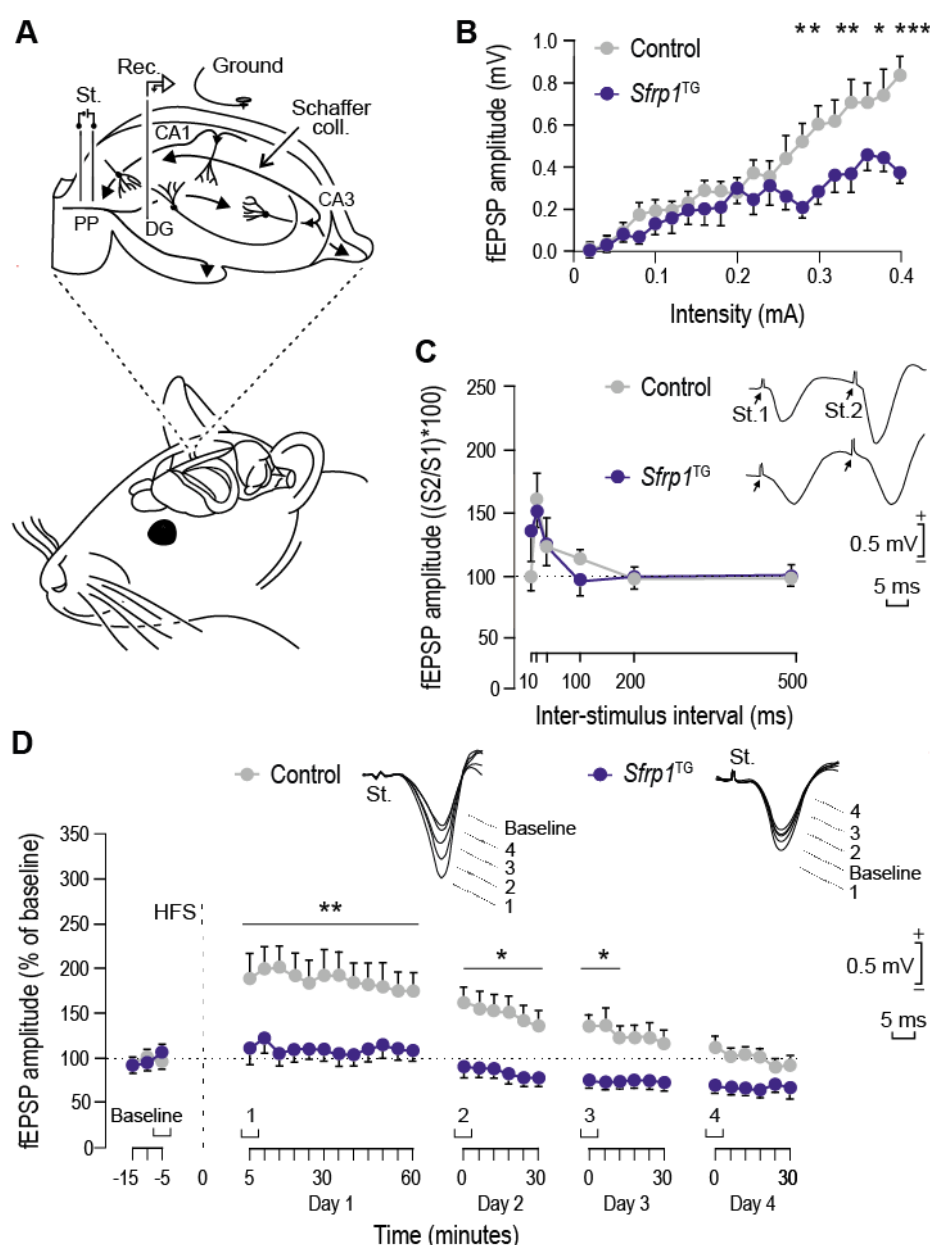 A
Rec.
Ground
St.
Schaffer
coll.
CA1
CA3
PP
DG
B
** ** * ***
Control
Sfrp1TG
fEPSP amplitude (mV)
1.0
0.8
0.6
0.4
0.2
0.0
0 0.1 0.2 0.3 0.4
Intensity (mA)
C
Control
Sfrp1TG
St.1 St.2
+
0.5 mV
–
5 ms
fEPSP amplitude ((S2/S1)*100)
250
200
150
100
50
0
10 100 200 500
Inter-stimulus interval (ms)
D
Control
St.
Baseline
4
3
2
1
Sfrp1TG
St.
4
3
2
Baseline
1
+
0.5 mV
–
5 ms
fEPSP amplitude (% of baseline)
350
300
250
200
150
100
50
0
HFS
** * *
Baseline 1 2 3 4
-15 -5 0 5 30 60 0 30 0 30 0 30
Day 1 Day 2 Day 3 Day 4
Time (minutes)